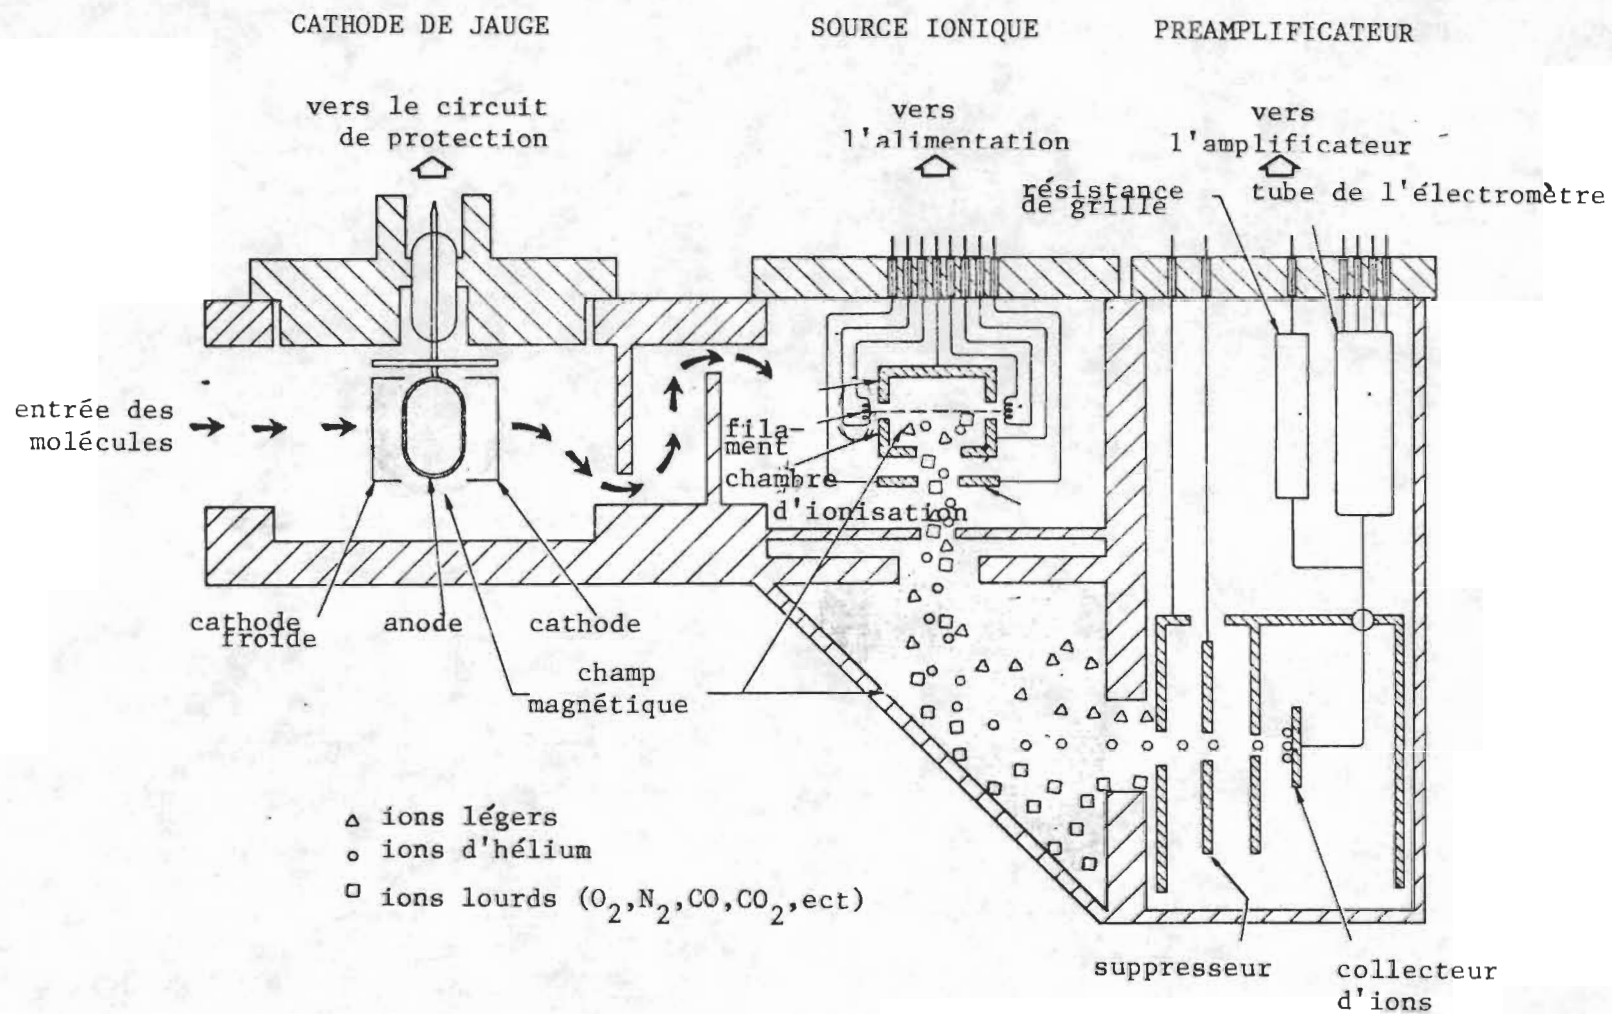 CATHODE DE JAUGE
SOURCE IONIQUE
PREAMPLIFICATEUR
vers le circuit
de protection
vers
l'alimentation
vers
l'amplificateur
résistance
de grille
tube de l'électromètre
entrée des
molécules
fila-
ment
chambre
d'ionisation
cathode
froide
anode
cathode
champ
magnétique
ions légers
ions d'hélium
ions lourds (O2,N2,CO,CO2,ect)
suppresseur
collecteur
d'ions